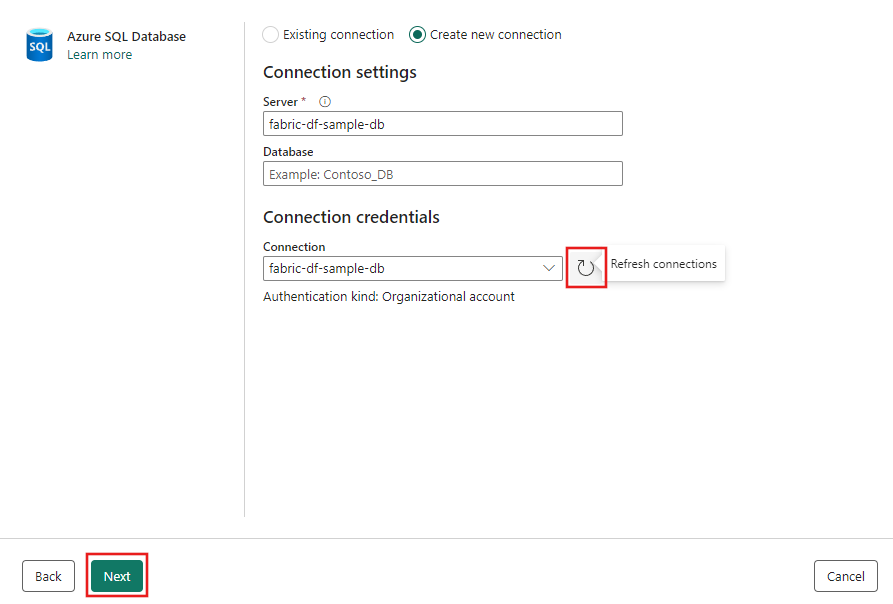 SQL
Azure SQL Database
Learn more
Existing connection
Create new connection
Connection settings
Server *
fabric-df-sample-db
Database
Example: Contoso_DB
Connection credentials
Connection
fabric-df-sample-db
Refresh connections
Authentication kind: Organizational account
Back
Next
Cancel